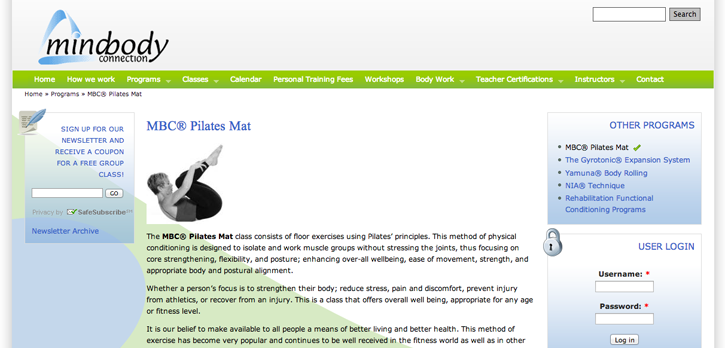 mindbody
connection
Search
Home How we work Programs Classes Calendar Personal Training Fees Workshops Body Work Teacher Certifications Instructors Contact
Home » Programs » MBC® Pilates Mat
SIGN UP FOR OUR
NEWSLETTER AND
RECEIVE A COUPON
FOR A FREE GROUP
CLASS!
GO
Privacy by SafeSubscribe℠
Newsletter Archive
MBC® Pilates Mat
The MBC® Pilates Mat class consists of floor exercises using Pilates' principles. This method of physical
conditioning is designed to isolate and work muscle groups without stressing the joints, thus focusing on
core strengthening, flexibility, and posture; enhancing over-all wellbeing, ease of movement, strength, and
appropriate body and postural alignment.
Whether a person's focus is to strengthen their body; reduce stress, pain and discomfort, prevent injury
from athletics, or recover from an injury. This is a class that offers overall well being, appropriate for any age
or fitness level.
It is our belief to make available to all people a means of better living and better health. This method of
exercise has become very popular and continues to be well received in the fitness world as well as in other
OTHER PROGRAMS
MBC® Pilates Mat
The Gyrotonic® Expansion System
Yamuna® Body Rolling
NIA® Technique
Rehabilitation Functional
Conditioning Programs
USER LOGIN
Username: *
Password: *
Log in